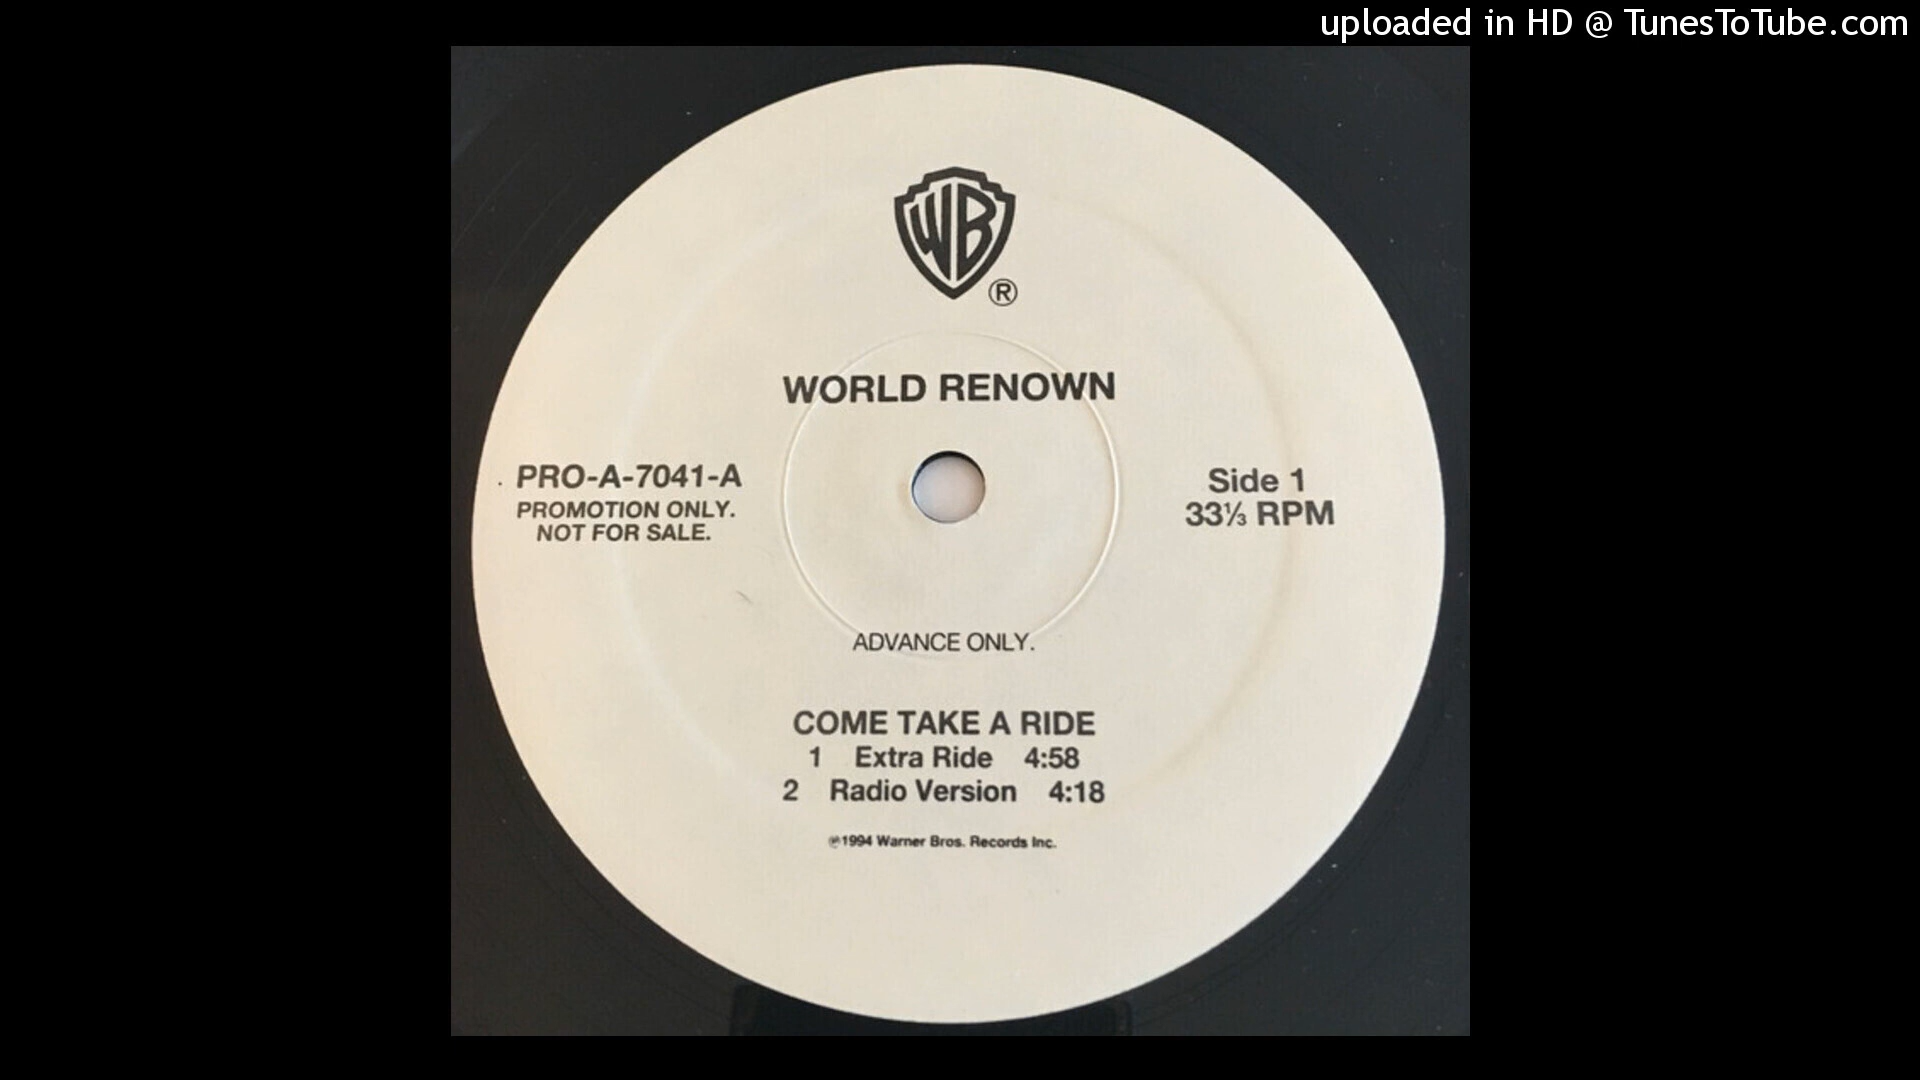 uploaded in HD @ TunesToTube.com
WB
®
WORLD RENOWN
PRO-A-7041-A
PROMOTION ONLY.
NOT FOR SALE.
Side 1
33⅓ RPM
ADVANCE ONLY.
COME TAKE A RIDE
1 Extra Ride 4:58
2 Radio Version 4:18
℗1994 Warner Bros. Records Inc.